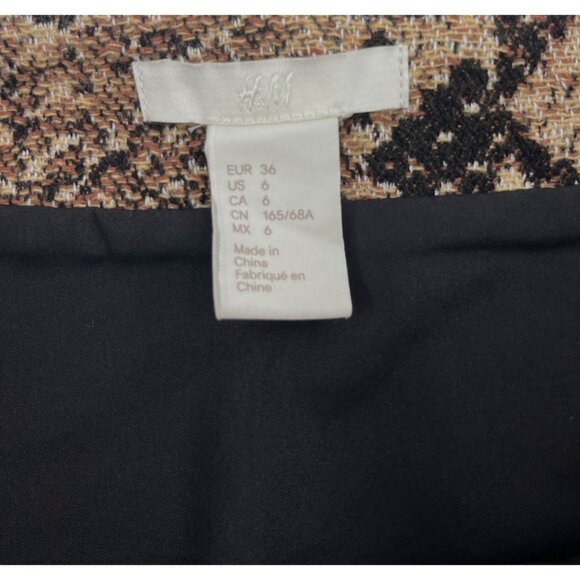 H&M
EUR 36
US 6
CA 6
CN 165/68A
MX 6
Made in
China
Fabriqué en
Chine